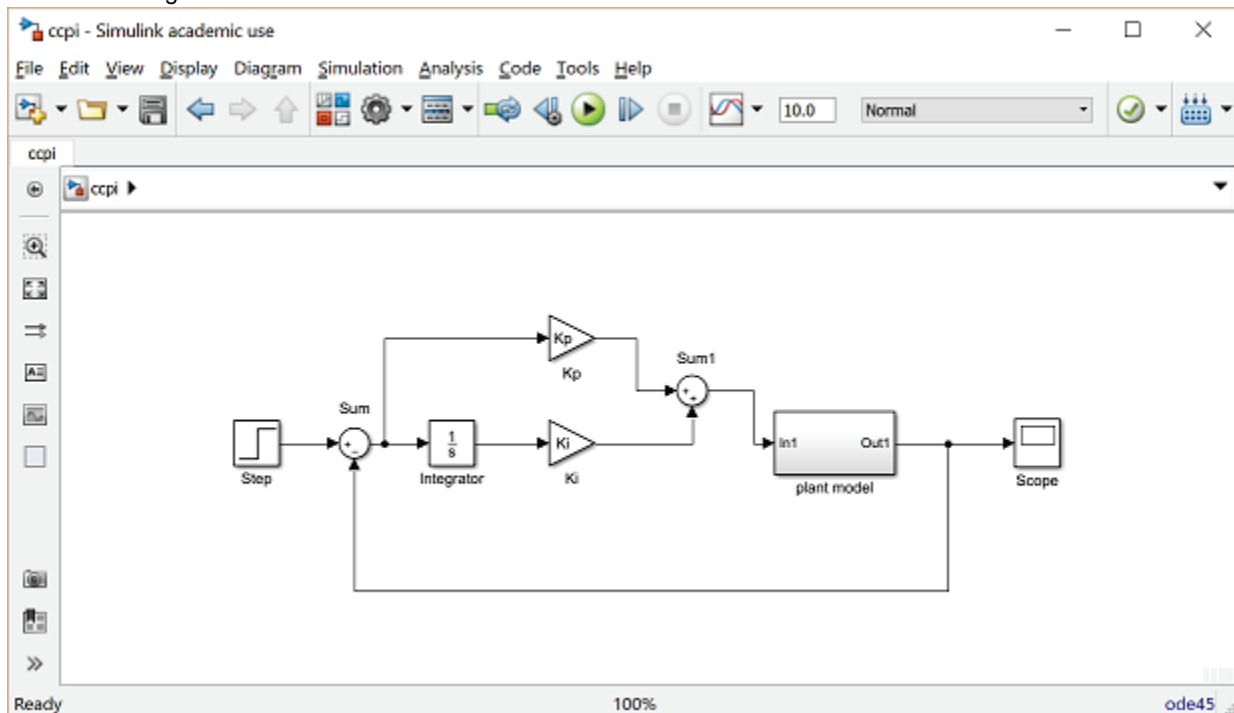 ccpi - Simulink academic use
File Edit View Display Diagram Simulation Analysis Code Tools Help
10.0 Normal
ccpi
ccpi
Kp
Kp
Sum1
Sum
+
+
+
-
1
s
Ki
In1 Out1
Step
Integrator
Ki
plant model
Scope
Ready 100% ode45